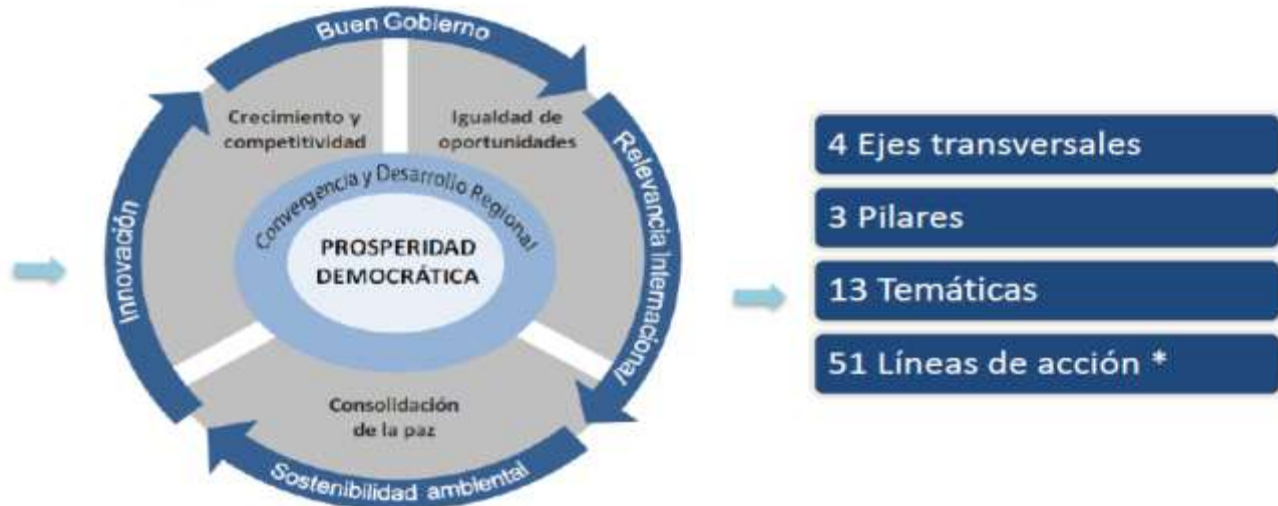 Buen Gobierno
Crecimiento y
competitividad
Igualdad de
oportunidades
Relevancia Internacional
Innovación
Convergencia y Desarrollo Regional
PROSPERIDAD
DEMOCRÁTICA
Consolidación
de la paz
Sostenibilidad ambiental
4 Ejes transversales
3 Pilares
13 Temáticas
51 Líneas de acción *